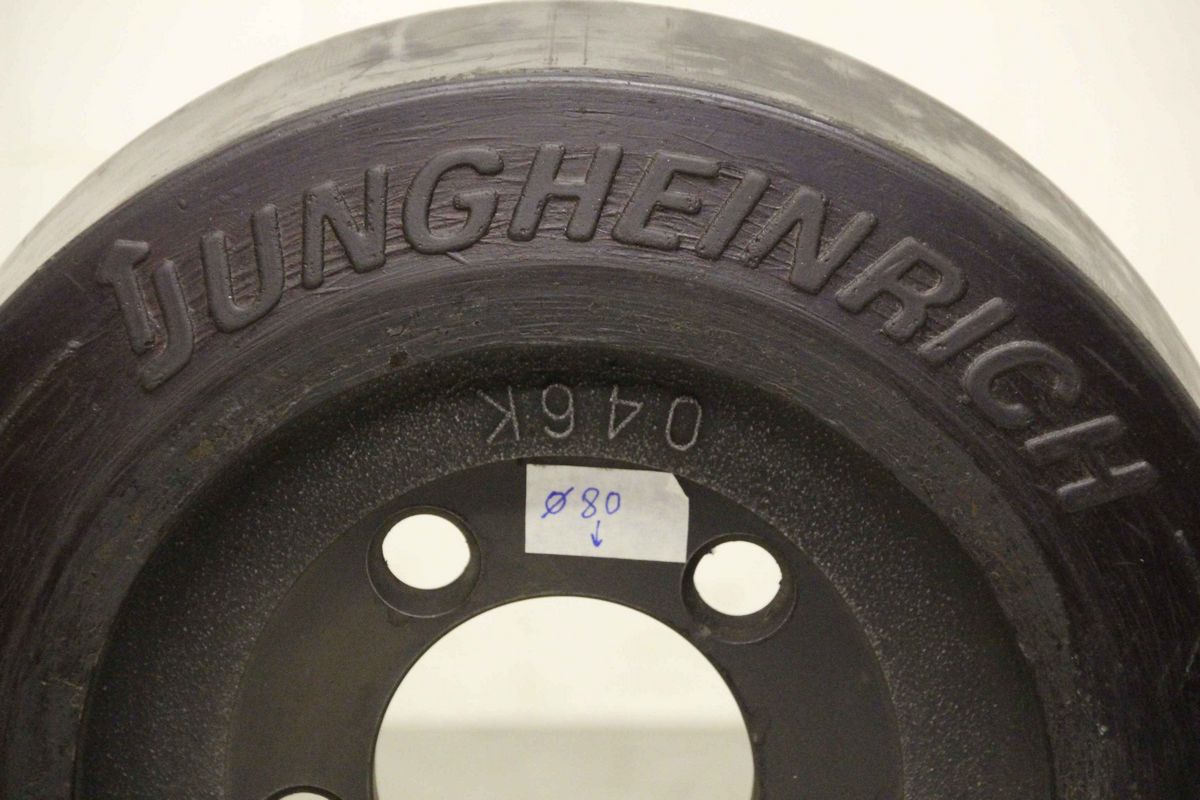 JUNGHEINRICH
046K
Ø80
↓